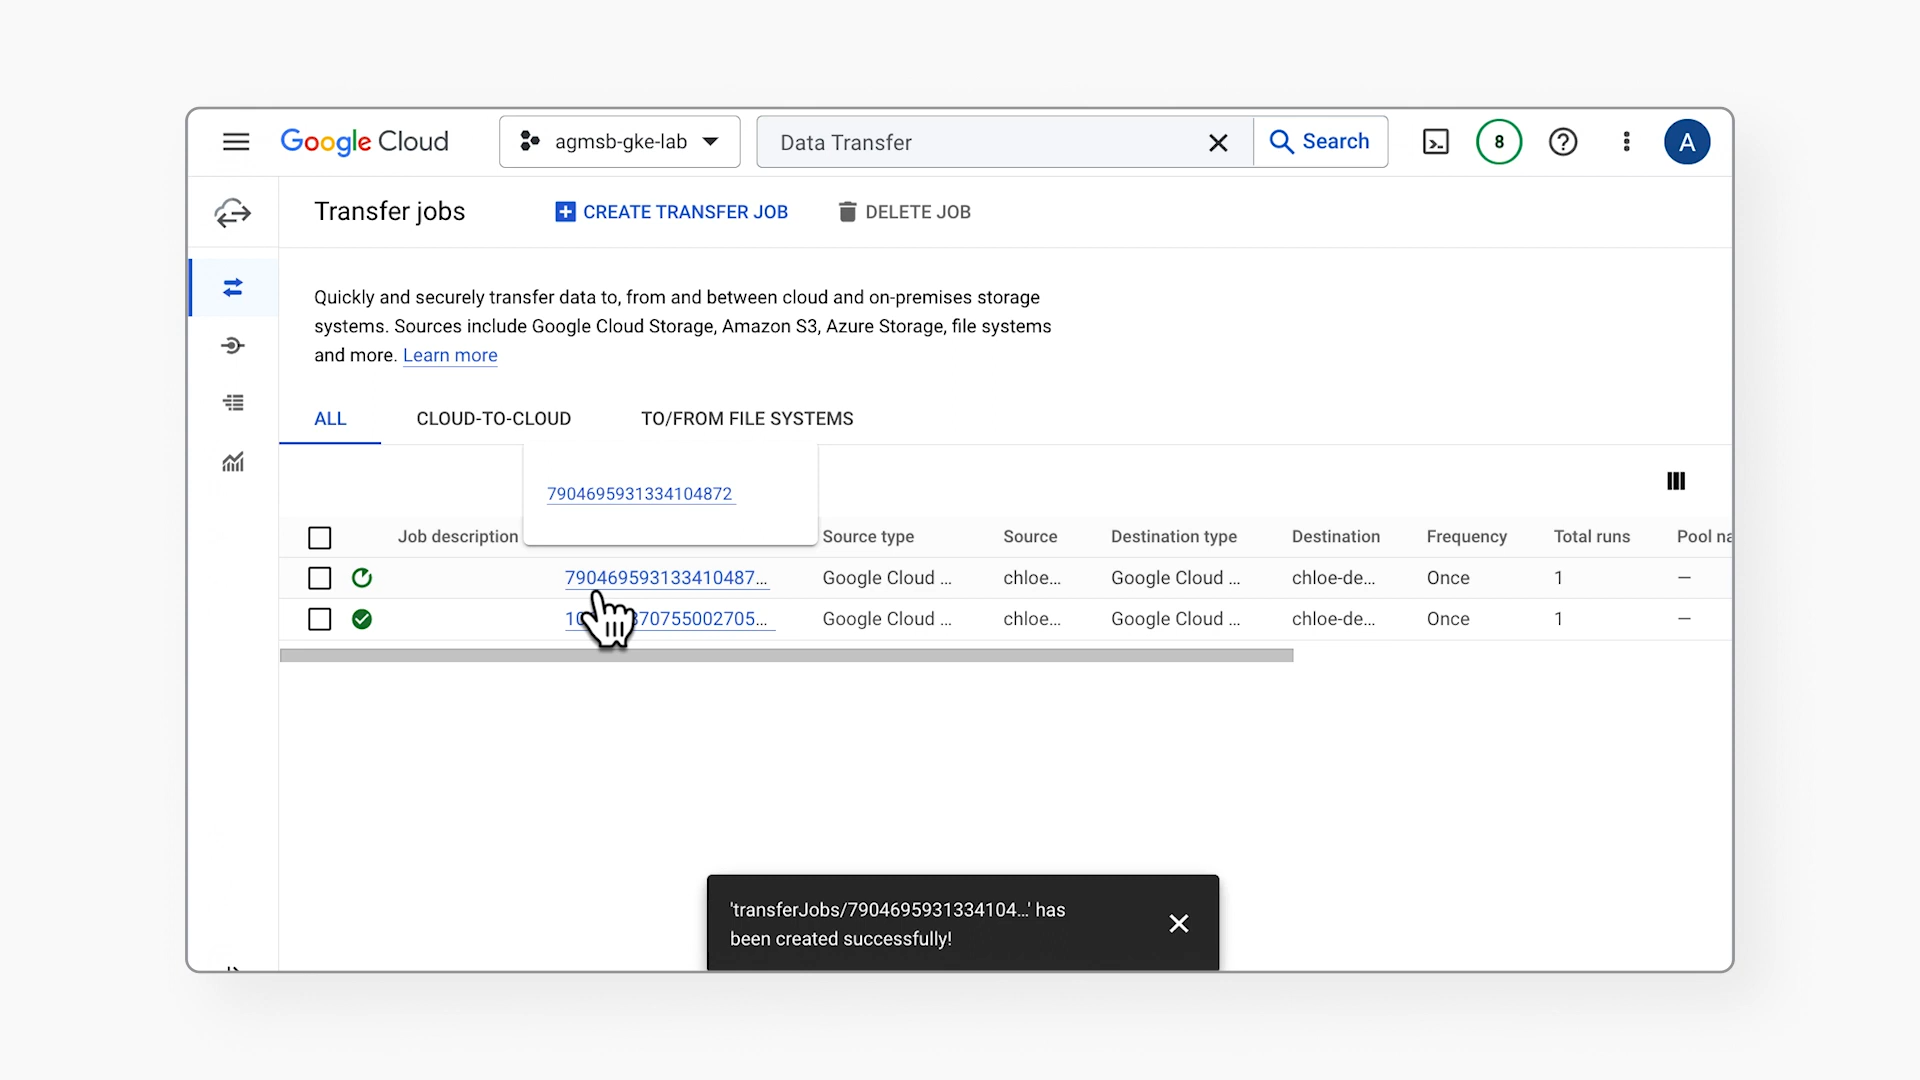 Google Cloud
agmsb-gke-lab
Data Transfer
Search
8
A
Transfer jobs
CREATE TRANSFER JOB
DELETE JOB
Quickly and securely transfer data to, from and between cloud and on-premises storage
systems. Sources include Google Cloud Storage, Amazon S3, Azure Storage, file systems
and more. Learn more
ALL
CLOUD-TO-CLOUD
TO/FROM FILE SYSTEMS
7904695931334104872
Job description
Source type
Source
Destination type
Destination
Frequency
Total runs
Pool na
790469593133410487...
Google Cloud ...
chloe...
Google Cloud ...
chloe-de...
Once
1
—
Google Cloud ...
chloe...
Google Cloud ...
chloe-de...
Once
1
—
'transferJobs/7904695931334104...' has
been created successfully!